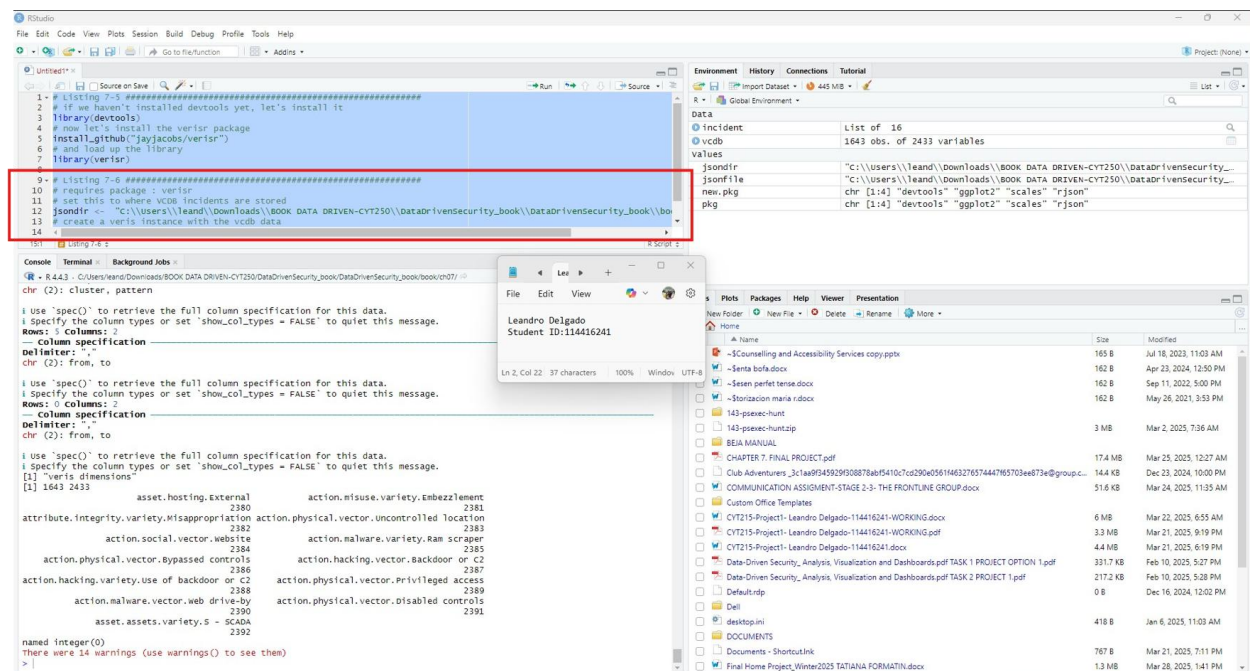 RStudio
File Edit Code View Plots Session Build Debug Profile Tools Help
Go to file/function Addins
Project: (None)
Untitled1*
Source on Save Run Source
1 # Listing 7-5 ####################################################
2 # if we haven't installed devtools yet, let's install it
3 library(devtools)
4 # now let's install the verisr package
5 install_github("jayjacobs/verisr")
6 # and load up the library
7 library(verisr)
9 # Listing 7-6 ####################################################
10 # requires package : verisr
11 # set this to where VCDB incidents are stored
12 jsondir <- "C:\\Users\\leand\\Downloads\\BOOK DATA DRIVEN-CYT250\\DataDrivenSecurity_book\\DataDrivenSecurity_book\\boo
13 # create a veris instance with the vcdb data
14
15:1 Listing 7-6 R Script
Console Terminal Background Jobs
R 4.4.3 · C:/Users/leand/Downloads/BOOK DATA DRIVEN-CYT250/DataDrivenSecurity_book/DataDrivenSecurity_book/book/ch07/
chr (2): cluster, pattern
i Use `spec()` to retrieve the full column specification for this data.
i Specify the column types or set `show_col_types = FALSE` to quiet this message.
Rows: 5 Columns: 2
— Column specification
Delimiter: ","
chr (2): from, to
i Use `spec()` to retrieve the full column specification for this data.
i Specify the column types or set `show_col_types = FALSE` to quiet this message.
Rows: 0 Columns: 2
— Column specification
Delimiter: ","
chr (2): from, to
i Use `spec()` to retrieve the full column specification for this data.
i Specify the column types or set `show_col_types = FALSE` to quiet this message.
[1] "veris dimensions"
[1] 1643 2433
asset.hosting.External action.misuse.variety.Embezzlement
2380 2381
attribute.integrity.variety.Misappropriation action.physical.vector.Uncontrolled location
2382 2383
action.social.vector.Website action.malware.variety.Ram scraper
2384 2385
action.physical.vector.Bypassed controls action.hacking.vector.Backdoor or C2
2386 2387
action.hacking.variety.Use of backdoor or C2 action.physical.vector.Privileged access
2388 2389
action.malware.vector.Web drive-by action.physical.vector.Disabled controls
2390 2391
asset.assets.variety.S - SCADA
2392
named integer(0)
There were 14 warnings (use warnings() to see them)
>
Lea
File Edit View
Leandro Delgado
Student ID:114416241
Ln 2, Col 22 37 characters 100% Windov UTF-8
Environment History Connections Tutorial
Import Dataset 445 MiB List
R Global Environment
Data
incident List of 16
vcdb 1643 obs. of 2433 variables
Values
jsondir "C:\\Users\\leand\\Downloads\\BOOK DATA DRIVEN-CYT250\\DataDrivenSecurity_…
jsonfile "C:\\Users\\leand\\Downloads\\BOOK DATA DRIVEN-CYT250\\DataDrivenSecurity_…
new.pkg chr [1:4] "devtools" "ggplot2" "scales" "rjson"
pkg chr [1:4] "devtools" "ggplot2" "scales" "rjson"
s Plots Packages Help Viewer Presentation
New Folder New File Delete Rename More
Home
Name Size Modified
~$Counselling and Accessibility Services copy.pptx 165 B Jul 18, 2023, 11:03 AM
~$enta bofa.docx 162 B Apr 23, 2024, 12:50 PM
~$esen perfet tense.docx 162 B Sep 11, 2022, 5:00 PM
~$torizacion maria r.docx 162 B May 26, 2021, 3:53 PM
143-psexec-hunt
143-psexec-hunt.zip 3 MB Mar 2, 2025, 7:36 AM
BEJA MANUAL
CHAPTER 7. FINAL PROJECT.pdf 17.4 MB Mar 25, 2025, 12:27 AM
Club Adventurers _3c1aa9f345929f308878abf5410c7cd290e0561f463276574447f65703ee873e@group.c... 14.4 KB Dec 23, 2024, 10:00 PM
COMMUNICATION ASSIGMENT-STAGE 2-3- THE FRONTLINE GROUP.docx 51.6 KB Mar 24, 2025, 11:35 AM
Custom Office Templates
CYT215-Project1- Leandro Delgado-114416241-WORKING.docx 6 MB Mar 22, 2025, 6:55 AM
CYT215-Project1- Leandro Delgado-114416241-WORKING.pdf 3.3 MB Mar 21, 2025, 9:19 PM
CYT215-Project1- Leandro Delgado-114416241.docx 4.4 MB Mar 21, 2025, 6:19 PM
Data-Driven Security_ Analysis, Visualization and Dashboards.pdf TASK 1 PROJECT OPTION 1.pdf 331.7 KB Feb 10, 2025, 5:27 PM
Data-Driven Security_ Analysis, Visualization and Dashboards.pdf TASK 2 PROJECT 1.pdf 217.2 KB Feb 10, 2025, 5:28 PM
Default.rdp 0 B Dec 16, 2024, 12:02 PM
Dell
desktop.ini 418 B Jan 6, 2025, 11:03 AM
DOCUMENTS
Documents - Shortcut.lnk 767 B Mar 21, 2025, 7:11 PM
Final Home Project_Winter2025 TATIANA FORMATIN.docx 1.3 MB Mar 28, 2025, 1:41 PM